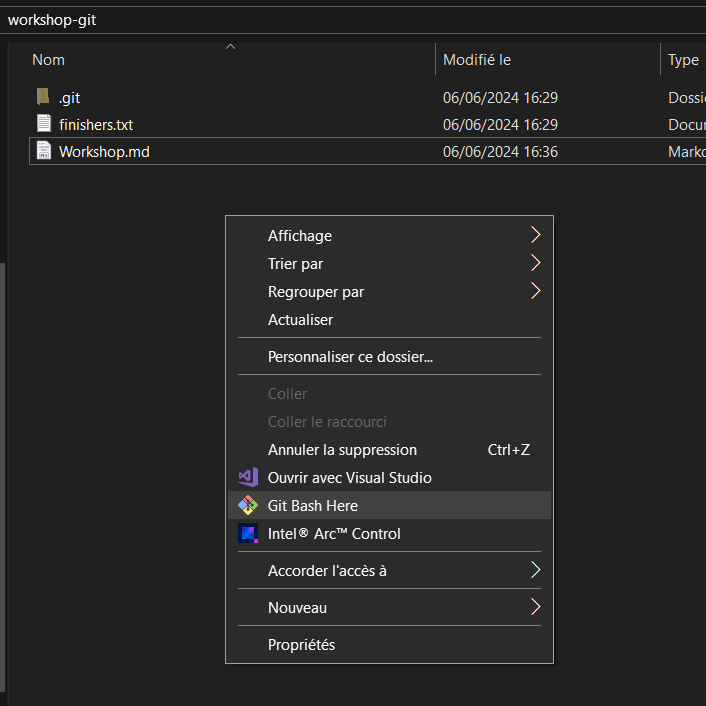 workshop-git
Nom Modifié le Type
.git 06/06/2024 16:29 Dossi
finishers.txt 06/06/2024 16:29 Docu
Workshop.md 06/06/2024 16:36 Markd
Affichage
Trier par
Regrouper par
Actualiser
Personnaliser ce dossier...
Coller
Coller le raccourci
Annuler la suppression Ctrl+Z
Ouvrir avec Visual Studio
Git Bash Here
Intel® Arc™ Control
Accorder l'accès à
Nouveau
Propriétés